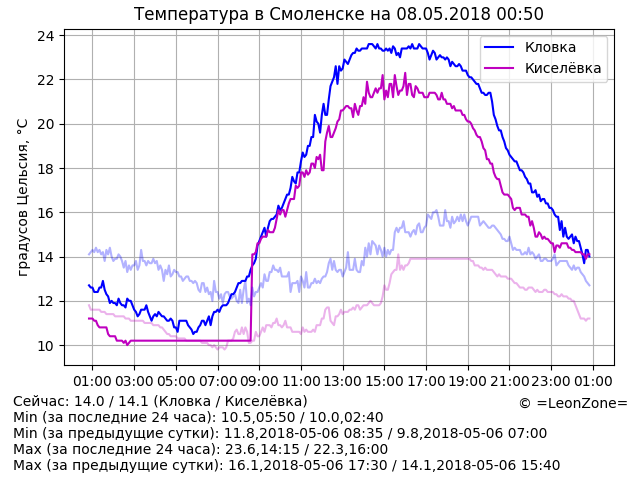 Температура в Смоленске на 08.05.2018 00:50
градусов Цельсия, °C
24
22
20
18
16
14
12
10
Кловка
Киселёвка
01:00 03:00 05:00 07:00 09:00 11:00 13:00 15:00 17:00 19:00 21:00 23:00 01:00
Сейчас: 14.0 / 14.1 (Кловка / Киселёвка)
© =LeonZone=
Min (за последние 24 часа): 10.5,05:50 / 10.0,02:40
Min (за предыдущие сутки): 11.8,2018-05-06 08:35 / 9.8,2018-05-06 07:00
Max (за последние 24 часа): 23.6,14:15 / 22.3,16:00
Max (за предыдущие сутки): 16.1,2018-05-06 17:30 / 14.1,2018-05-06 15:40